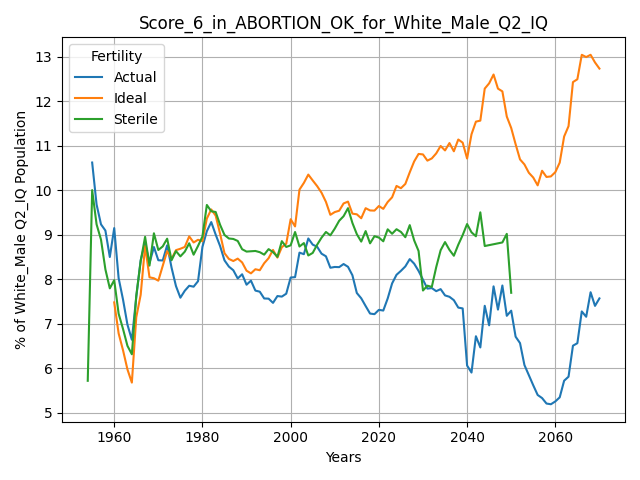 Score_6_in_ABORTION_OK_for_White_Male_Q2_IQ
Fertility
Actual
Ideal
Sterile
% of White_Male Q2_IQ Population
13
12
11
10
9
8
7
6
5
1960
1980
2000
2020
2040
2060
Years